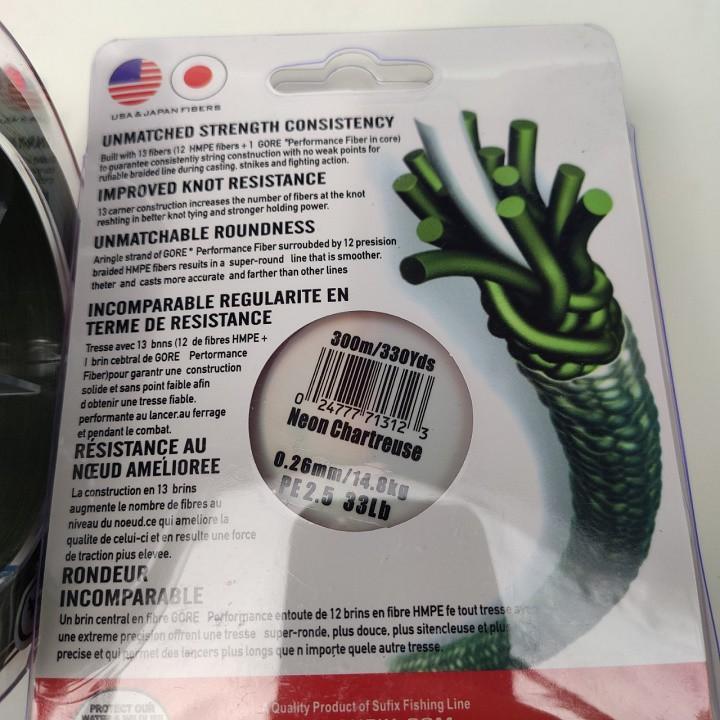 USA & JAPAN FIBERS
UNMATCHED STRENGTH CONSISTENCY
Built with 13 fibers (12 HMPE fibers + 1 GORE "Performance Fiber in core)
to guarantee consistently string construction with no weak points for
rufiable braided line during casting, strikes and fighting action.
IMPROVED KNOT RESISTANCE
13 carner construction increases the number of fibers at the knot
reshting in better knot tying and stronger holding power.
UNMATCHABLE ROUNDNESS
Aringle strand of GORE * Performance Fiber surroubded by 12 presision
braided HMPE fibers resuits in a super-round line that is smoother.
theter and casts more accurate and farther than other lines
INCOMPARABLE REGULARITE EN
TERME DE RESISTANCE
Tresse avec 13 bnns (12 de fibres HMPE +
I brin cebtral de GORE Performance
Fiber)pour garantr une construction
solide et sans point faible afin
d obtenir une tresse fiable.
performante au lancer.au ferrage
et pendant le combat.
RÉSISTANCE AU
NŒUD AMÉLIOREE
La construction en 13 brins
augmente le nombre de fibres au
niveau du noeud.ce qui ameliore la
qualite de celui-ci et en resulte une force
de traction pius elevee.
RONDEUR
INCOMPARABLE
Un brin central en fibre GORE Performance entoute de 12 brins en fibre HMPE fe tout tresse
une extreme precision offrent une tresse super-ronde, plus douce, plus sitencleuse et plus
precise et qui permet des lancers plus longs que n importe quele autre tresse.
300m/330Yds
0 24777 71312 3
Neon Chartreuse
0.26mm/14.8kg
PE 2.5 33Lb
PROTECT OUR
A Quality Product of Sufix Fishing Line